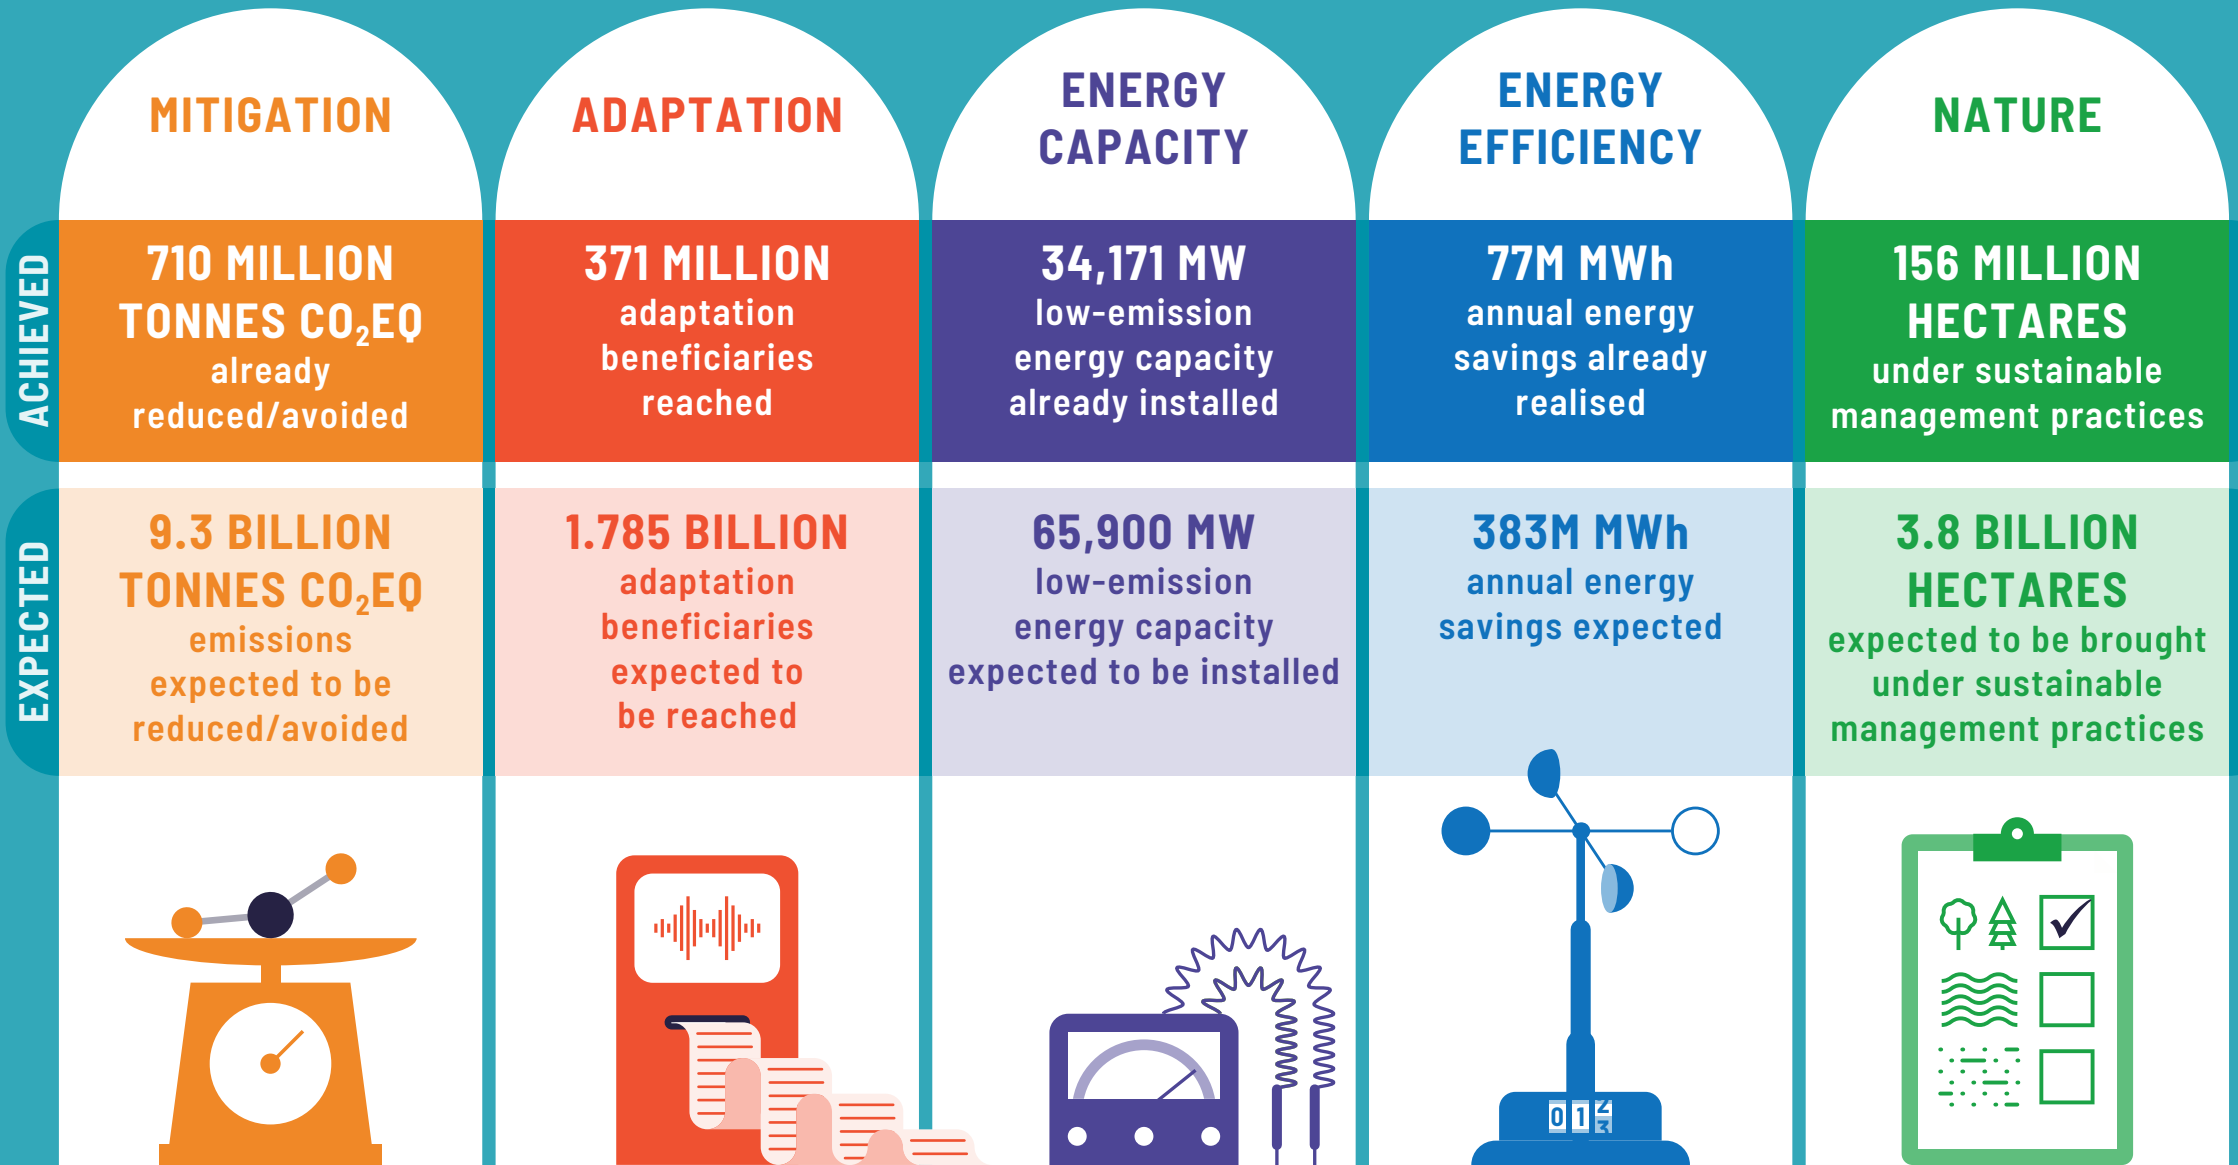 MITIGATION
ADAPTATION
ENERGY
CAPACITY
ENERGY
EFFICIENCY
NATURE
ACHIEVED
710 MILLION
TONNES CO₂EQ
already
reduced/avoided
371 MILLION
adaptation
beneficiaries
reached
34,171 MW
low-emission
energy capacity
already installed
77M MWh
annual energy
savings already
realised
156 MILLION
HECTARES
under sustainable
management practices
EXPECTED
9.3 BILLION
TONNES CO₂EQ
emissions
expected to be
reduced/avoided
1.785 BILLION
adaptation
beneficiaries
expected to
be reached
65,900 MW
low-emission
energy capacity
expected to be installed
383M MWh
annual energy
savings expected
3.8 BILLION
HECTARES
expected to be brought
under sustainable
management practices
0 1 2
3